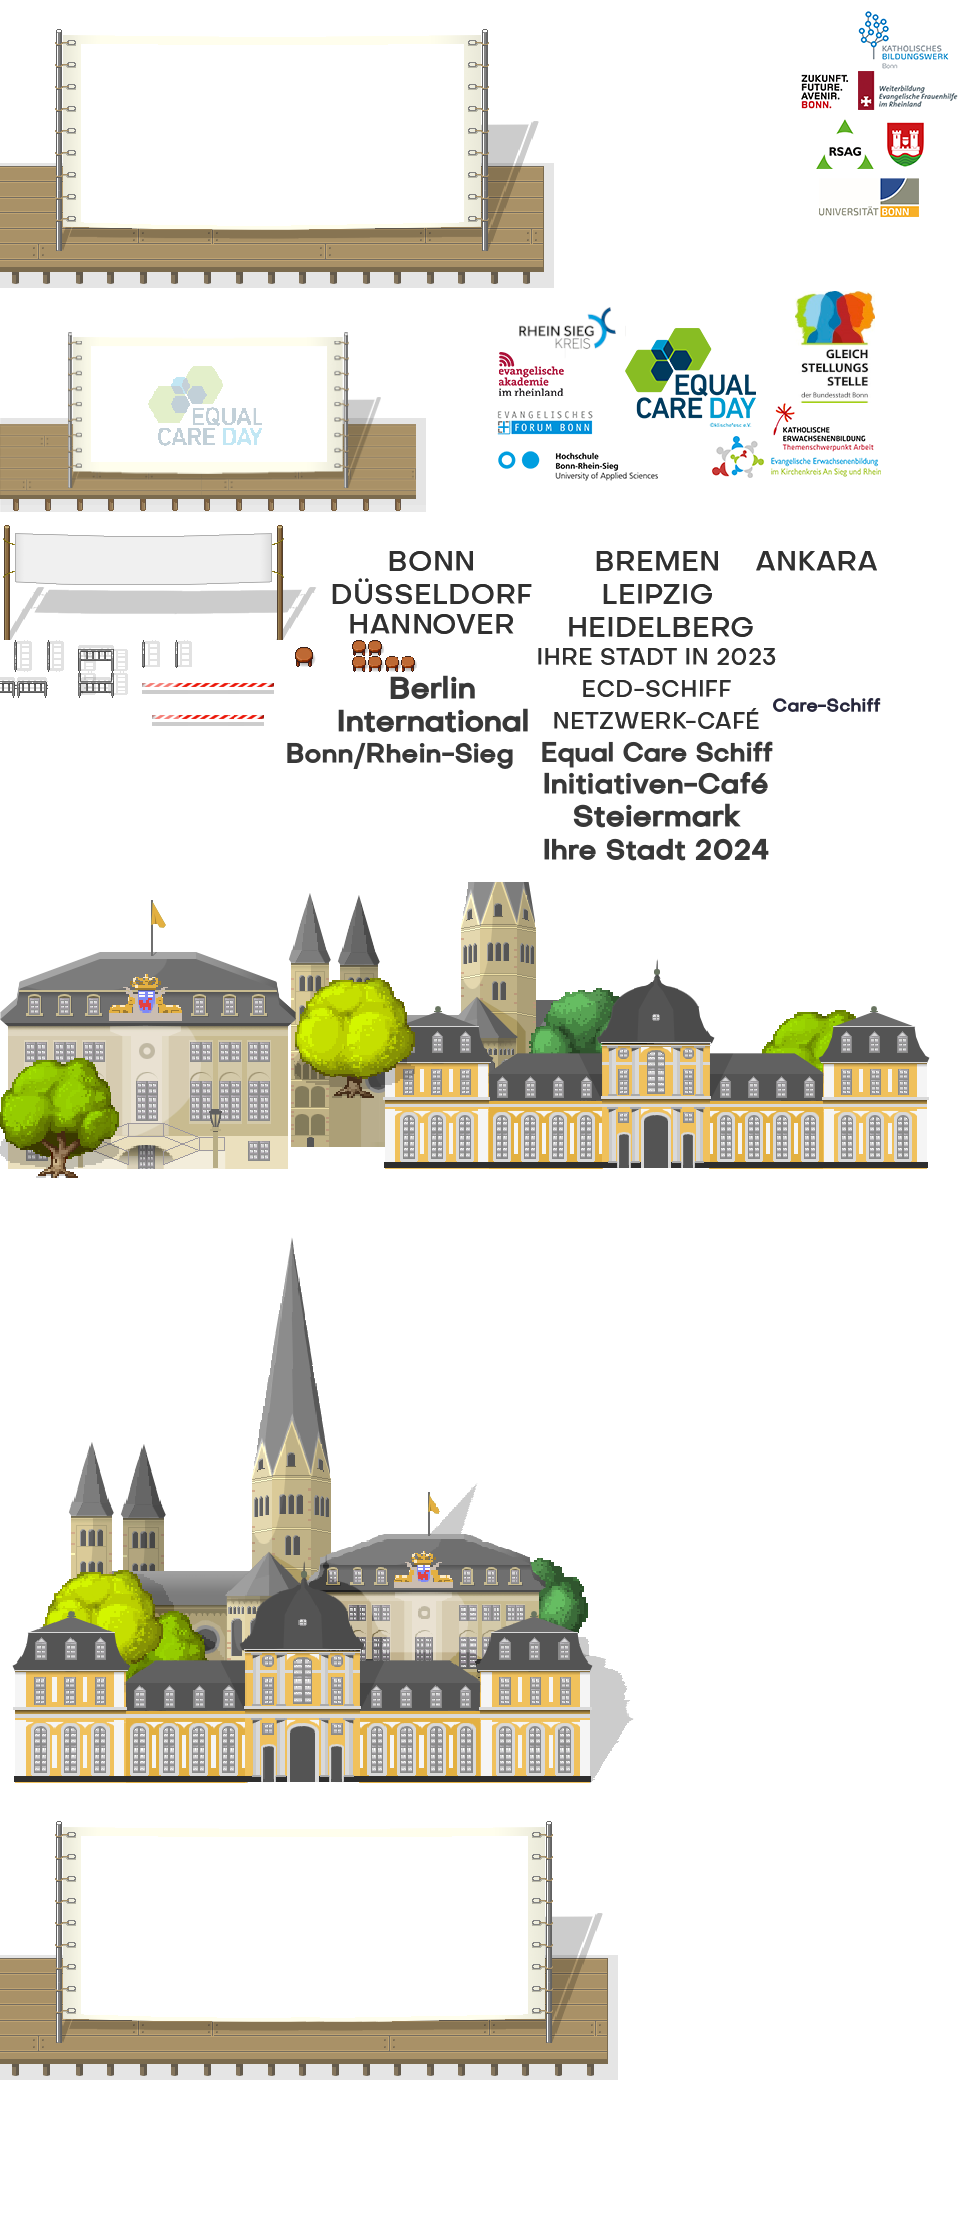 KATHOLISCHES
BILDUNGSWERK
Bonn
ZUKUNFT.
FUTURE.
AVENIR.
BONN.
Weiterbildung
Evangelische Frauenhilfe
im Rheinland
RSAG
UNIVERSITÄT BONN
RHEIN SIEG
KREIS
evangelische
akademie
im rheinland
EVANGELISCHES
FORUM BONN
Hochschule
Bonn-Rhein-Sieg
University of Applied Sciences
EQUAL
CARE DAY
©klische*esc e.V.
GLEICH
STELLUNGS
STELLE
der Bundesstadt Bonn
KATHOLISCHE
ERWACHSENENBILDUNG
Themenschwerpunkt Arbeit
Evangelische Erwachsenenbildung
im Kirchenkreis An Sieg und Rhein
EQUAL
CARE DAY
BONN
DÜSSELDORF
HANNOVER
Berlin
International
Bonn/Rhein-Sieg
BREMEN
LEIPZIG
HEIDELBERG
IHRE STADT IN 2023
ECD-SCHIFF
NETZWERK-CAFÉ
Equal Care Schiff
Initiativen-Café
Steiermark
Ihre Stadt 2024
ANKARA
Care-Schiff